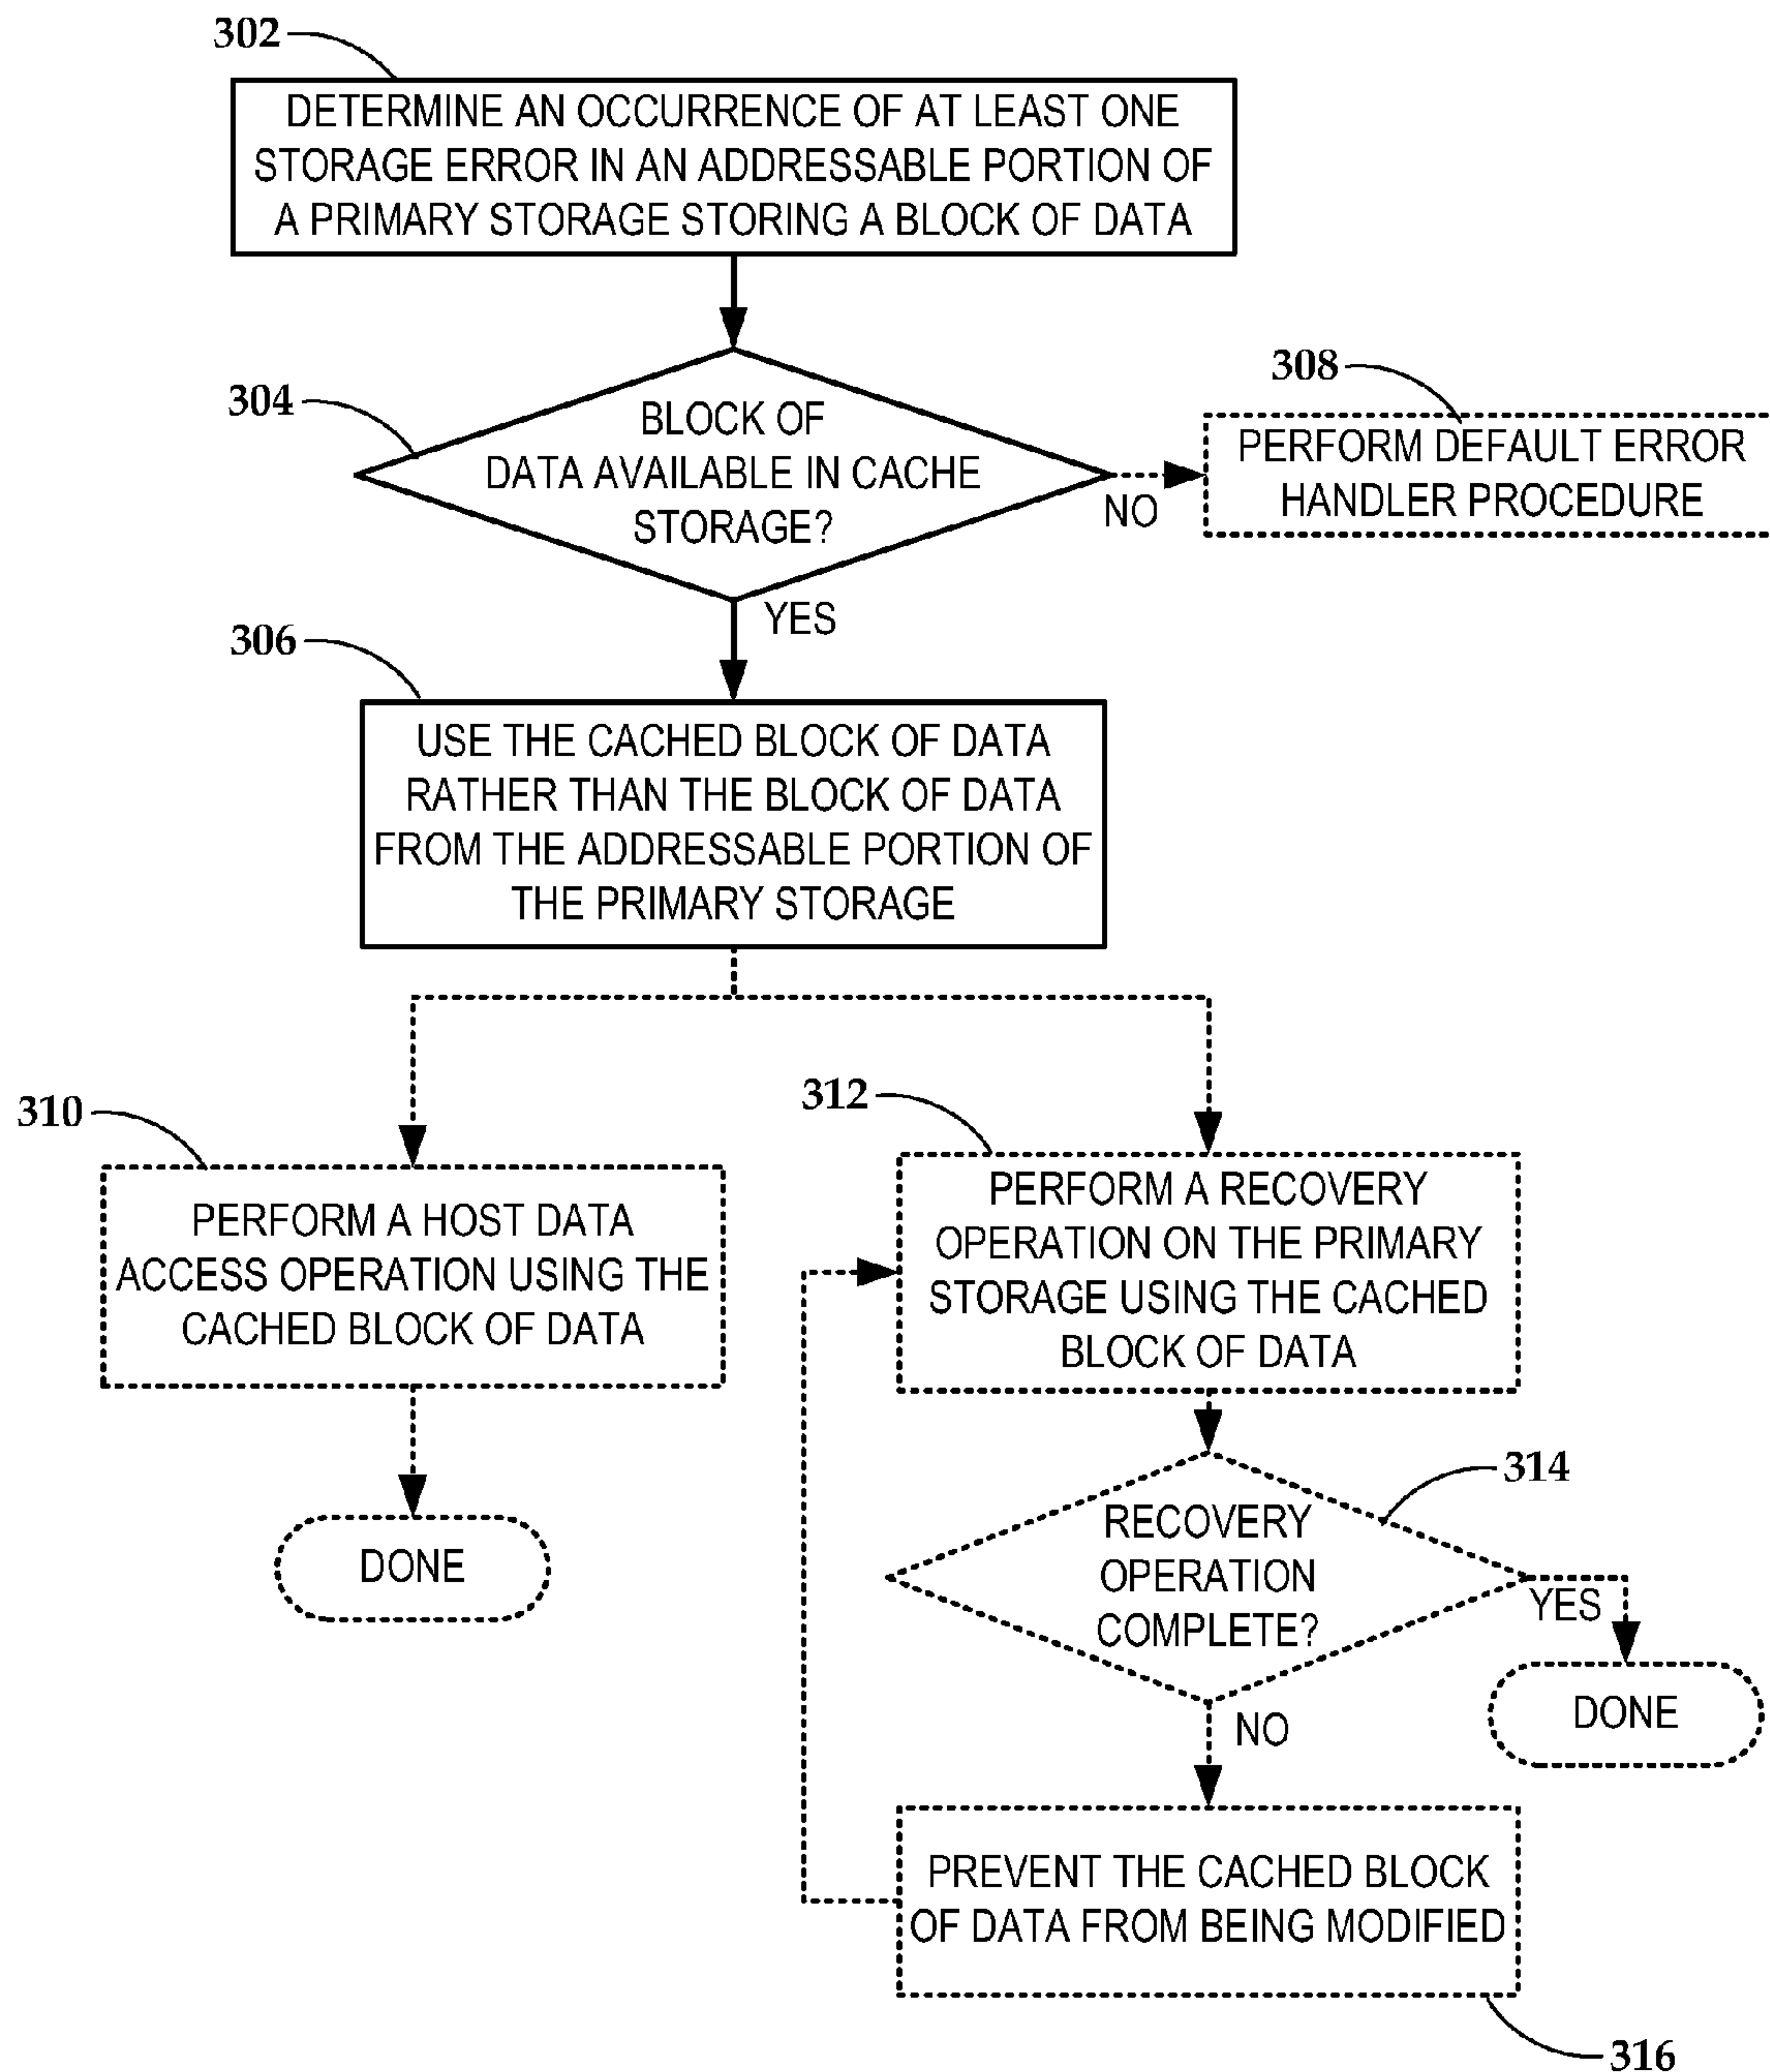 302
DETERMINE AN OCCURRENCE OF AT LEAST ONE
STORAGE ERROR IN AN ADDRESSABLE PORTION OF
A PRIMARY STORAGE STORING A BLOCK OF DATA
304
BLOCK OF
DATA AVAILABLE IN CACHE
STORAGE?
NO
308
PERFORM DEFAULT ERROR
HANDLER PROCEDURE
YES
306
USE THE CACHED BLOCK OF DATA
RATHER THAN THE BLOCK OF DATA
FROM THE ADDRESSABLE PORTION OF
THE PRIMARY STORAGE
310
PERFORM A HOST DATA
ACCESS OPERATION USING THE
CACHED BLOCK OF DATA
DONE
312
PERFORM A RECOVERY
OPERATION ON THE PRIMARY
STORAGE USING THE CACHED
BLOCK OF DATA
314
RECOVERY
OPERATION
COMPLETE?
YES
DONE
NO
PREVENT THE CACHED BLOCK
OF DATA FROM BEING MODIFIED
316